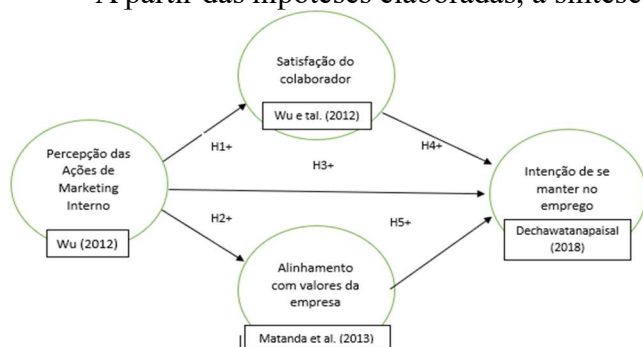 A partir das hipóteses elaboradas, a síntese
Satisfação do
colaborador
Wu e tal. (2012)
H1+
H4+
H3+
Percepção das
Ações de
Marketing
Interno
Wu (2012)
Intenção de se
manter no
emprego
Dechawatanapaisal
(2018)
H2+
H5+
Alinhamento
com valores da
empresa
Matanda et al. (2013)